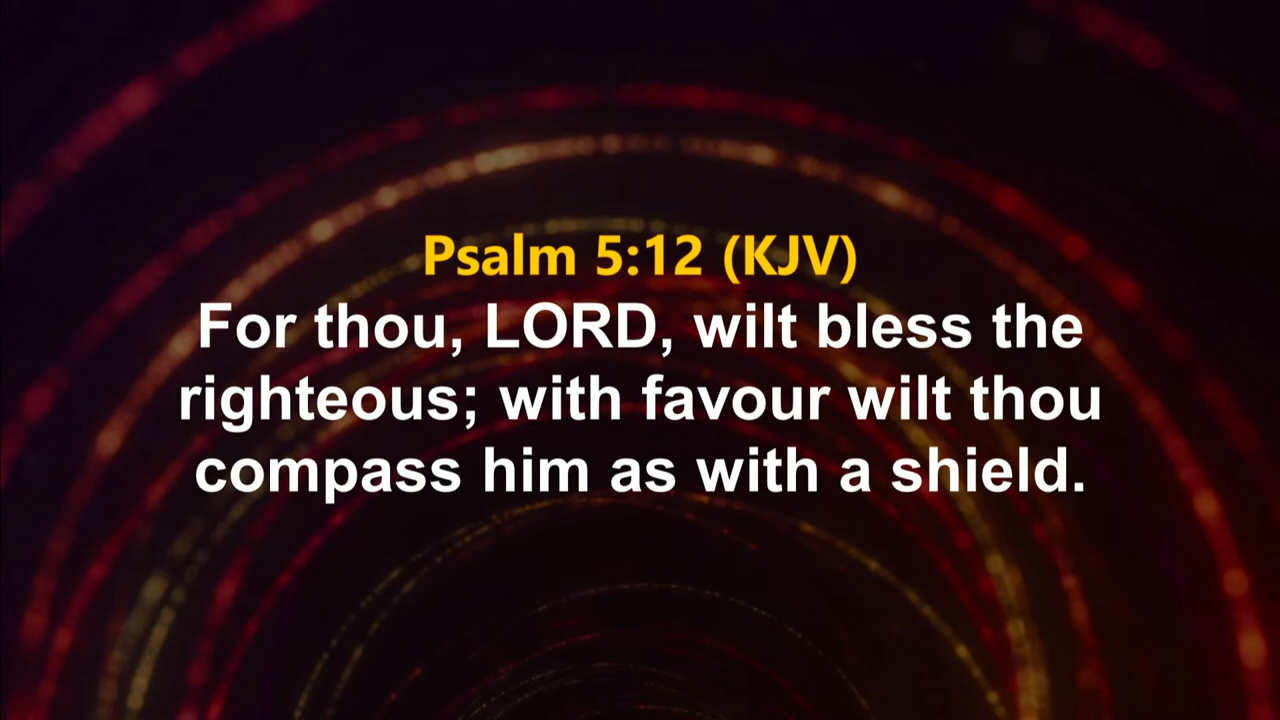 Psalm 5:12 (KJV)
For thou, LORD, wilt bless the
righteous; with favour wilt thou
compass him as with a shield.